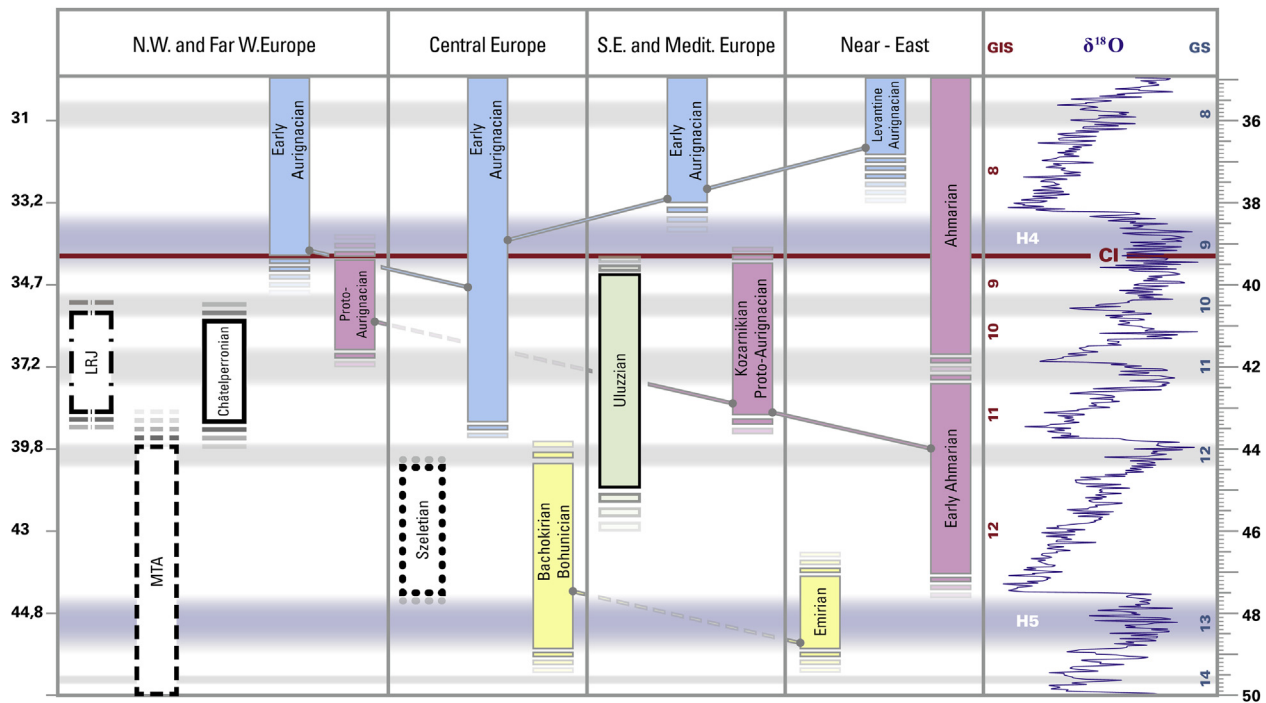 N.W. and Far W.Europe
Central Europe
S.E. and Medit. Europe
Near - East
GIS
δ18O
GS
31
33,2
34,7
37,2
39,8
43
44,8
LRJ
MTA
Châtelperronian
Early
Aurignacian
Proto-
Aurignacian
Early
Aurignacian
Szeletian
Bachokirian
Bohunician
Uluzzian
Early
Aurignacian
Kozarnikian
Proto-Aurignacian
Emirian
Levantine
Aurignacian
Ahmarian
Early Ahmarian
8
9
10
11
12
H4
CI
H5
8
9
10
11
12
13
14
36
38
40
42
44
46
48
50